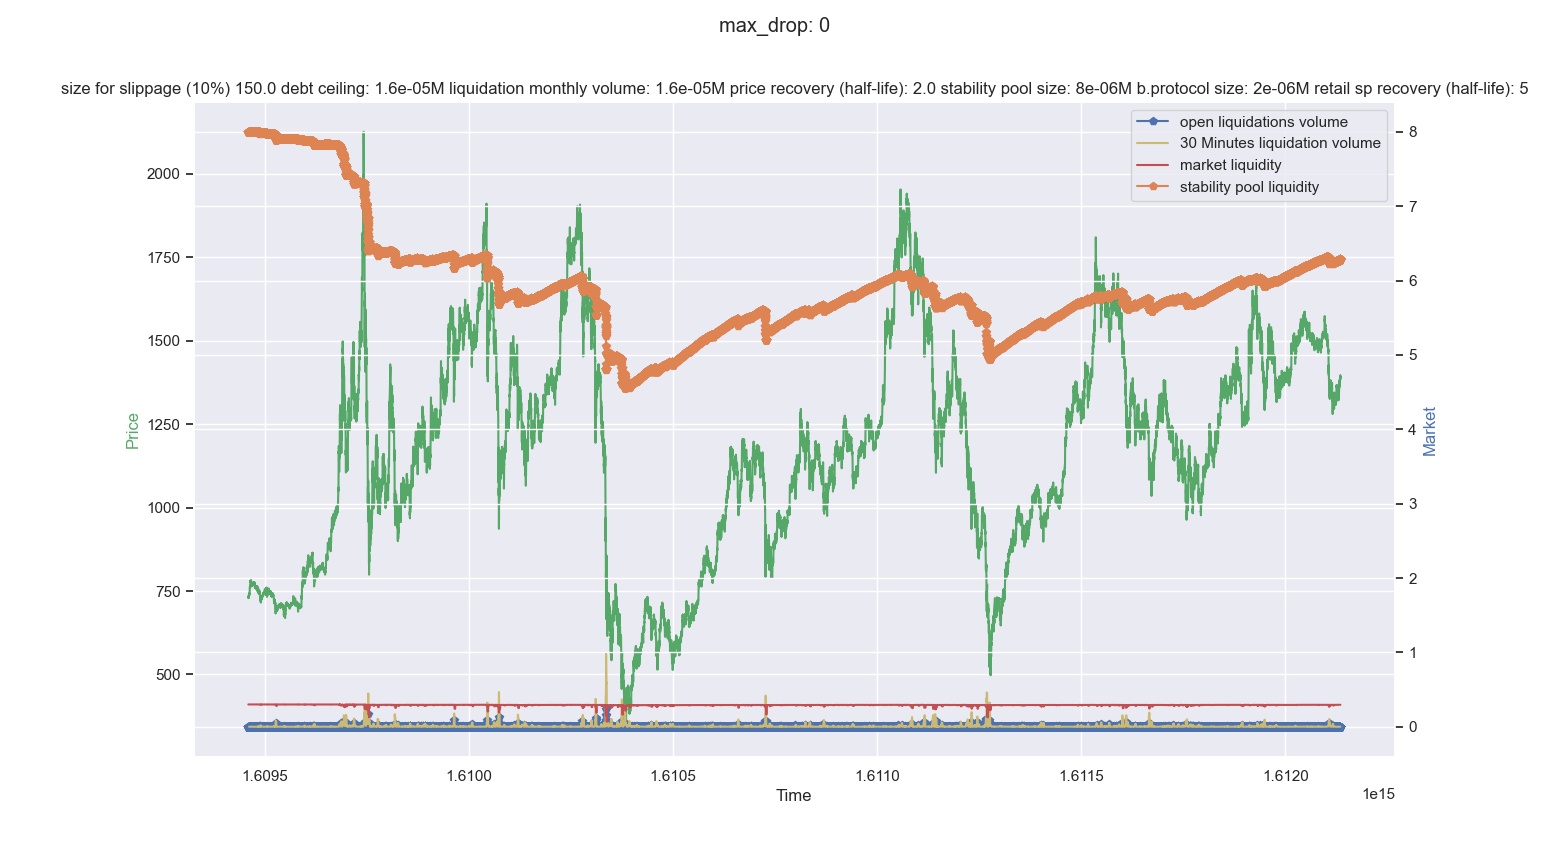 max_drop: 0
size for slippage (10%) 150.0 debt ceiling: 1.6e-05M liquidation monthly volume: 1.6e-05M price recovery (half-life): 2.0 stability pool size: 8e-06M b.protocol size: 2e-06M retail sp recovery (half-life): 5
open liquidations volume
30 Minutes liquidation volume
market liquidity
stability pool liquidity
2000
1750
1500
1250
1000
750
500
Price
8
7
6
5
4
3
2
1
0
Market
1.6095
1.6100
1.6105
1.6110
1.6115
1.6120
1e15
Time